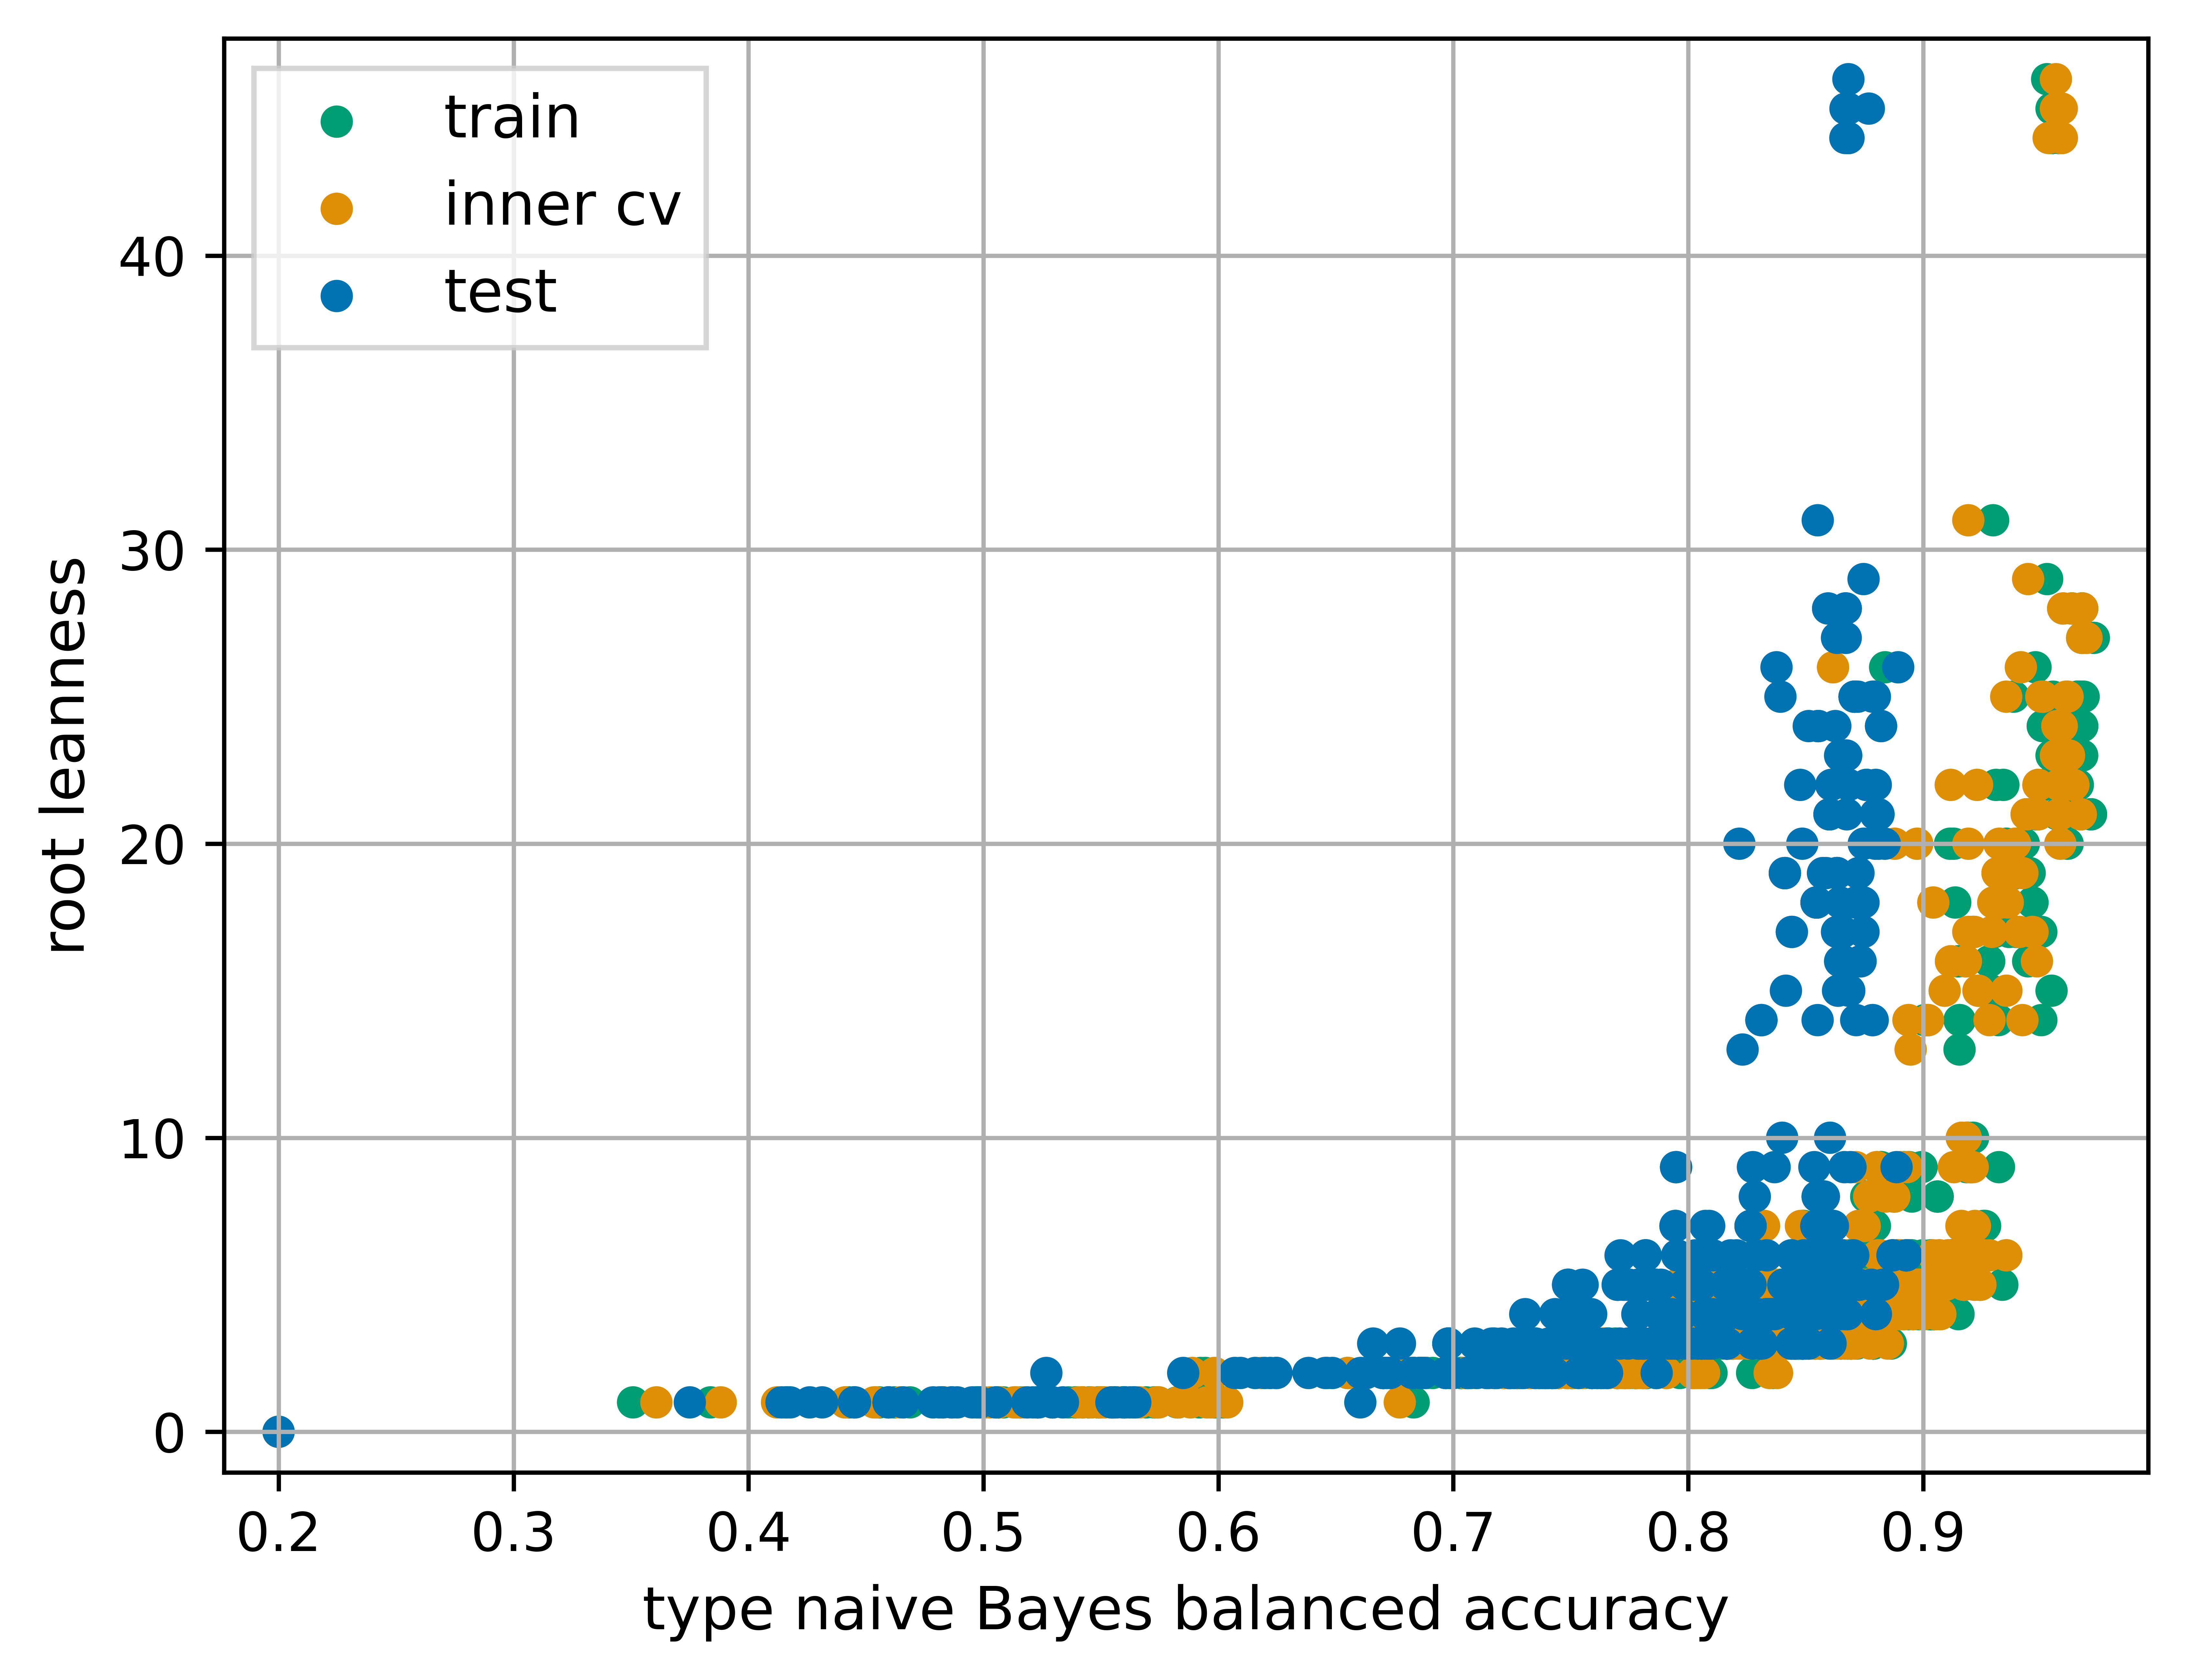 train
inner cv
test
root leanness
40
30
20
10
0
0.2 0.3 0.4 0.5 0.6 0.7 0.8 0.9
type naive Bayes balanced accuracy